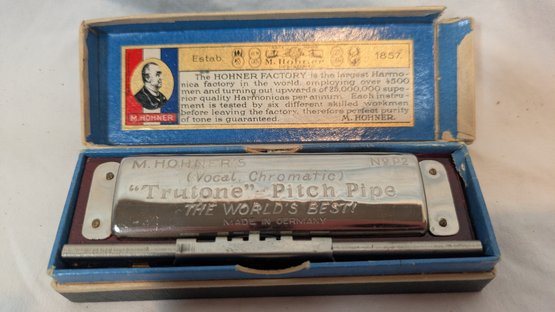 Estab.
M. Hohner
1857.
The HOHNER FACTORY is the largest Harmo-
nica factory in the world, employing over 4500
men and turning out upwards of 25,000,000 supe-
rior quality Harmonicas per annum. Each instru-
ment is tested by six different skilled workmen
before leaving the factory, therefore perfect purity
of tone is guaranteed. M. HOHNER.
M. HOHNER
M. HOHNER'S No P2
(Vocal, Chromatic)
"Trutone" Pitch Pipe
THE WORLD'S BEST!
MADE IN GERMANY